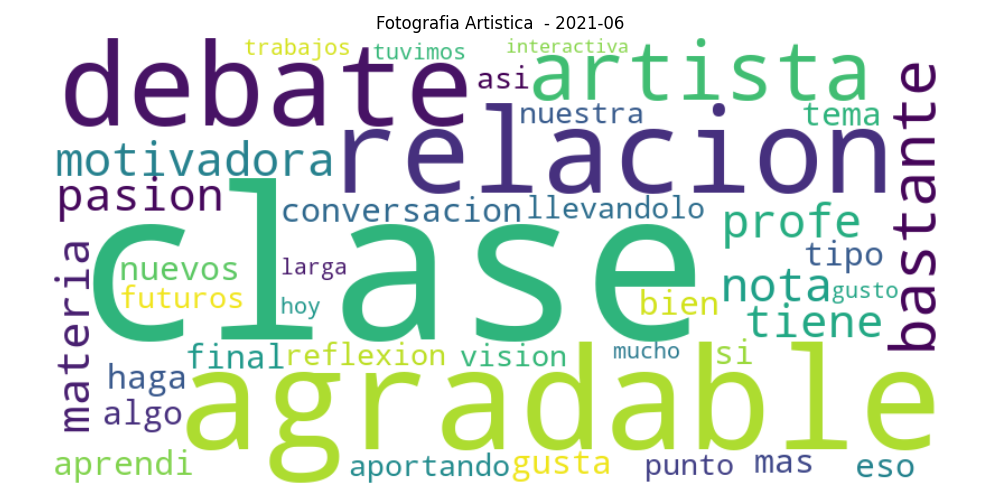 Fotografia Artistica - 2021-06
trabajos
tuvimos
interactiva
debate
asi
artista
nuestra
tema
bastante
motivadora
relacion
pasion
conversacion
llevandolo
profe
clase
tipo
materia
nuevos
larga
futuros
hoy
bien
nota
gusto
tiene
final
reflexion
vision
mucho
si
haga
algo
agradable
aprendi
aportando
gusta
punto
mas
eso